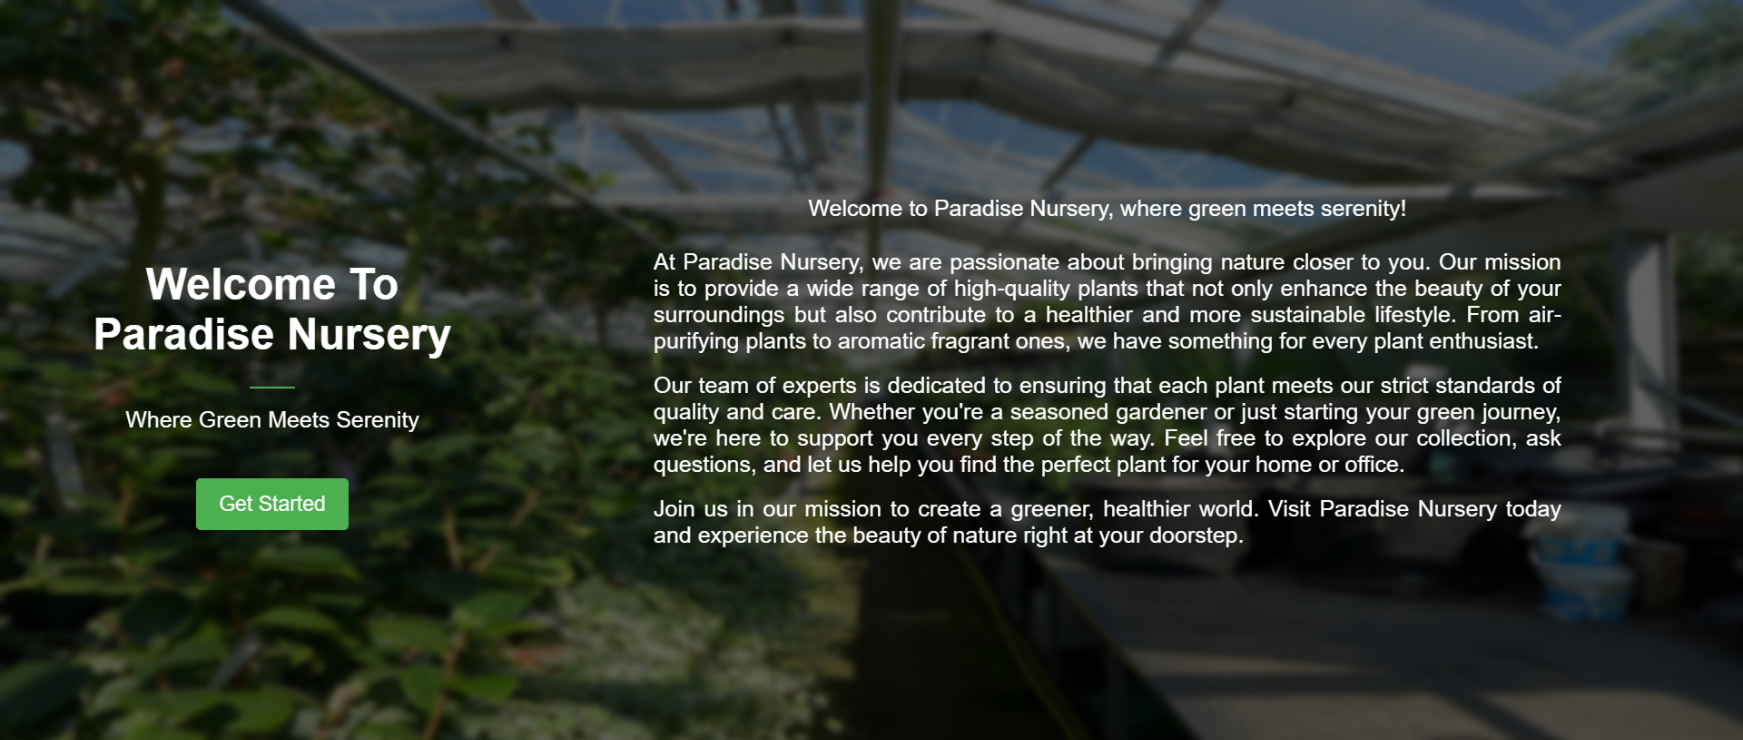 Welcome To
Paradise Nursery
Where Green Meets Serenity
Get Started
Welcome to Paradise Nursery, where green meets serenity!
At Paradise Nursery, we are passionate about bringing nature closer to you. Our mission
is to provide a wide range of high-quality plants that not only enhance the beauty of your
surroundings but also contribute to a healthier and more sustainable lifestyle. From air-
purifying plants to aromatic fragrant ones, we have something for every plant enthusiast.
Our team of experts is dedicated to ensuring that each plant meets our strict standards of
quality and care. Whether you're a seasoned gardener or just starting your green journey,
we're here to support you every step of the way. Feel free to explore our collection, ask
questions, and let us help you find the perfect plant for your home or office.
Join us in our mission to create a greener, healthier world. Visit Paradise Nursery today
and experience the beauty of nature right at your doorstep.